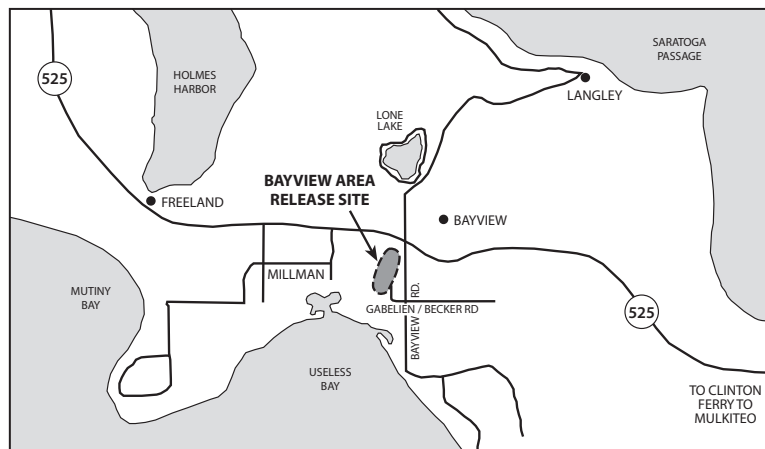 SARATOGA
PASSAGE
HOLMES
HARBOR
525
LANGLEY
LONE
LAKE
BAYVIEW AREA
RELEASE SITE
FREELAND
BAYVIEW
MILLMAN
MUTINY
BAY
BAYVIEW RD.
GABELIEN / BECKER RD
525
USELESS
BAY
TO CLINTON
FERRY TO
MULKITEO